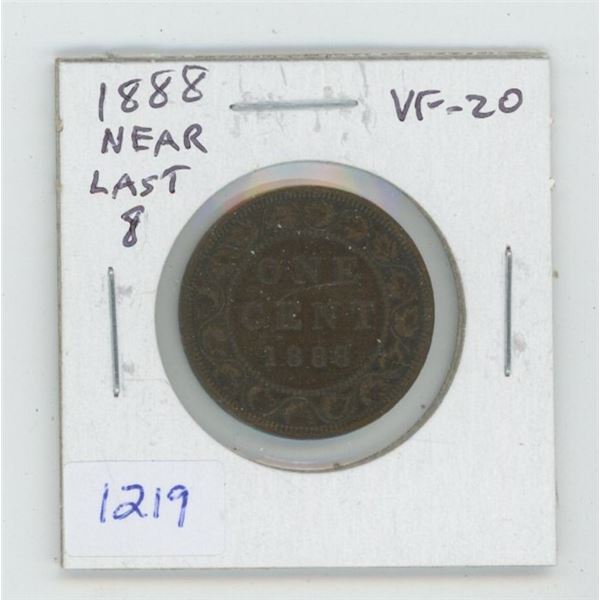 1888
NEAR
LAST
8
VF-20
ONE
CENT
1888
1219